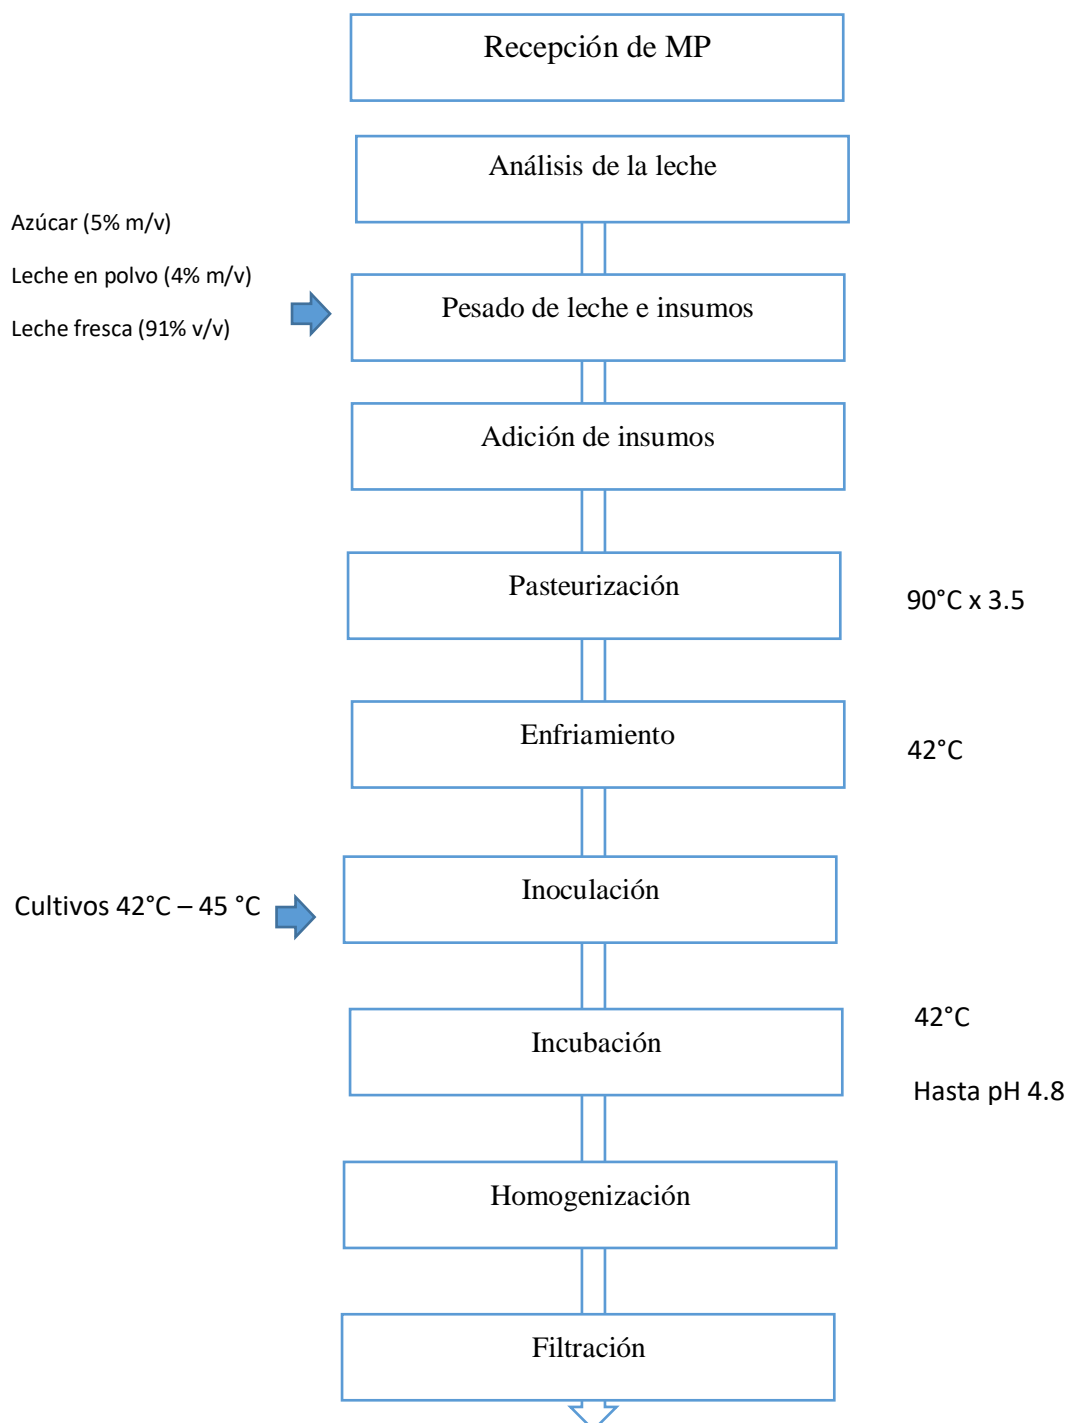 Recepción de MP
Análisis de la leche
Azúcar (5% m/v)
Leche en polvo (4% m/v)
Leche fresca (91% v/v)
Pesado de leche e insumos
Adición de insumos
Pasteurización
90°C x 3.5
Enfriamiento
42°C
Cultivos 42°C – 45 °C
Inoculación
Incubación
42°C
Hasta pH 4.8
Homogenización
Filtración